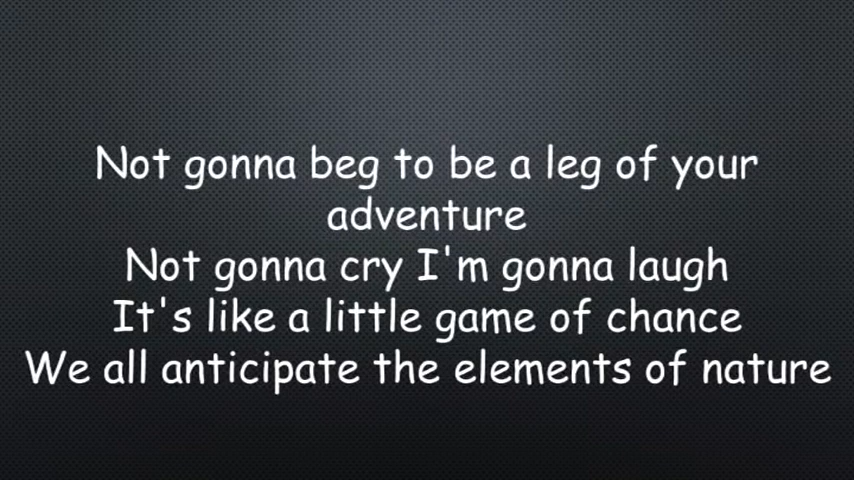 Not gonna beg to be a leg of your
adventure
Not gonna cry I'm gonna laugh
It's like a little game of chance
We all anticipate the elements of nature